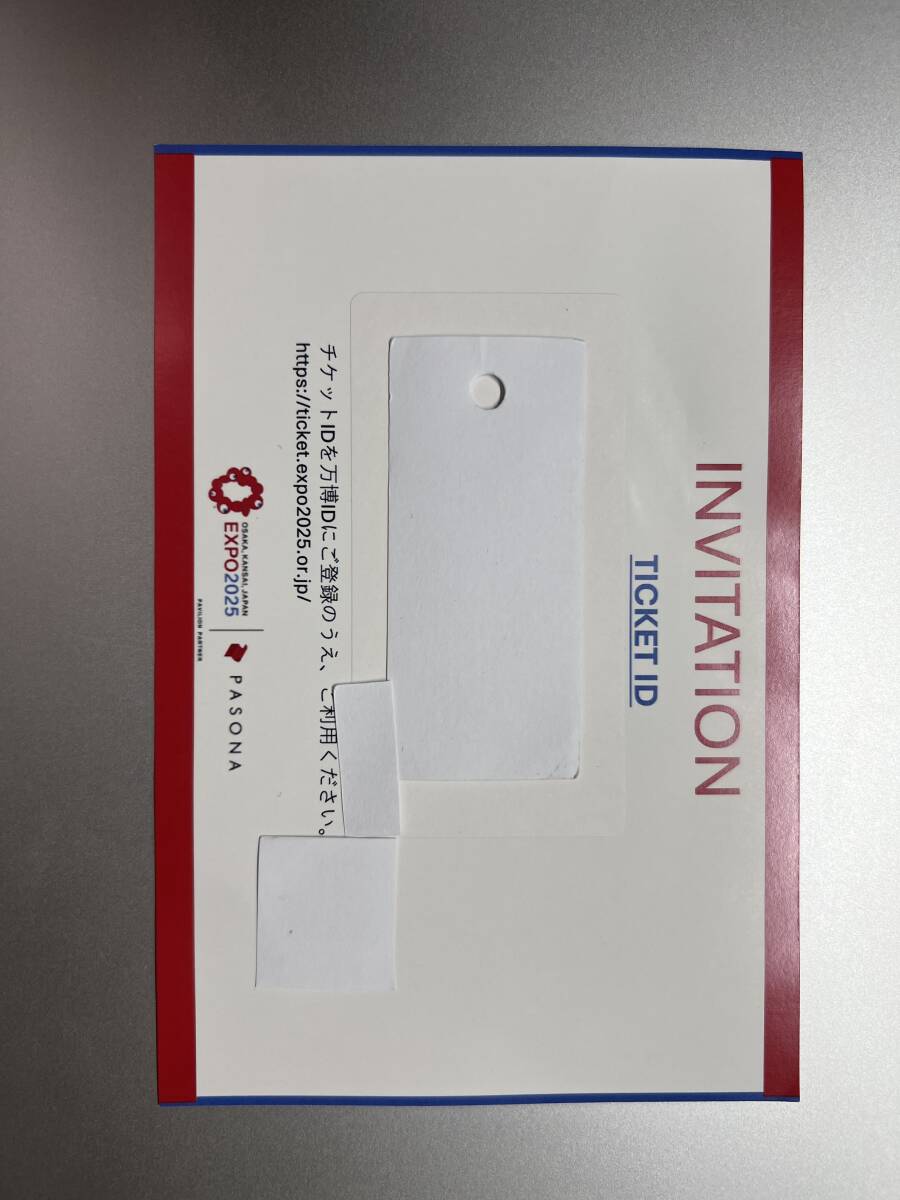 INVITATION
TICKET ID
チケットIDを万博IDにご登録のうえ、ご利用ください。
https://ticket.expo2025.or.jp/
OSAKA, KANSAI, JAPAN
EXPO2025
PASONA
PAVILION PARTNER